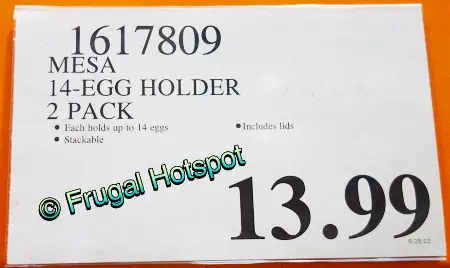 1617809
MESA
14-EGG HOLDER
2 PACK
• Each holds up to 14 eggs
• Stackable
• Includes lids
© Frugal Hotspot
13.99
6/28/22